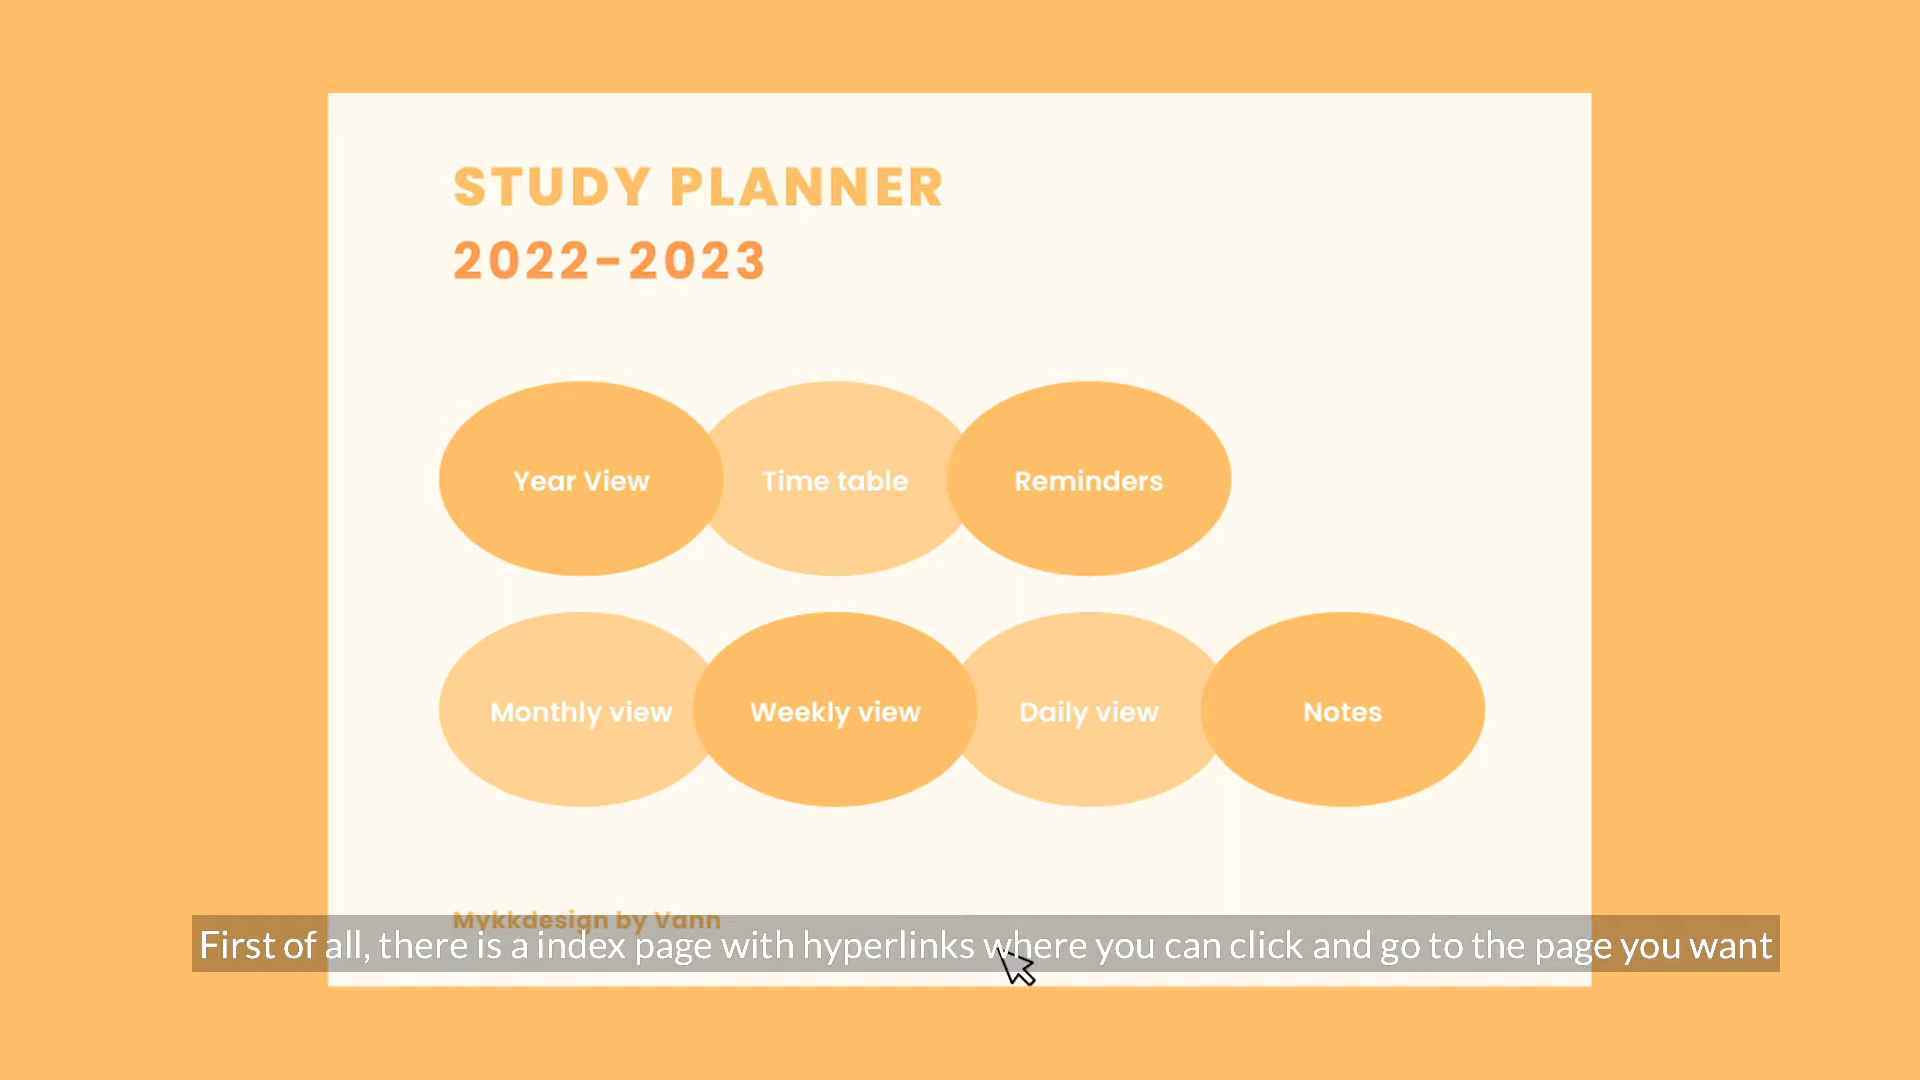 STUDY PLANNER
2022-2023
Year View
Time table
Reminders
Monthly view
Weekly view
Daily view
Notes
Mykkdesign by Vann
First of all, there is a index page with hyperlinks where you can click and go to the page you want